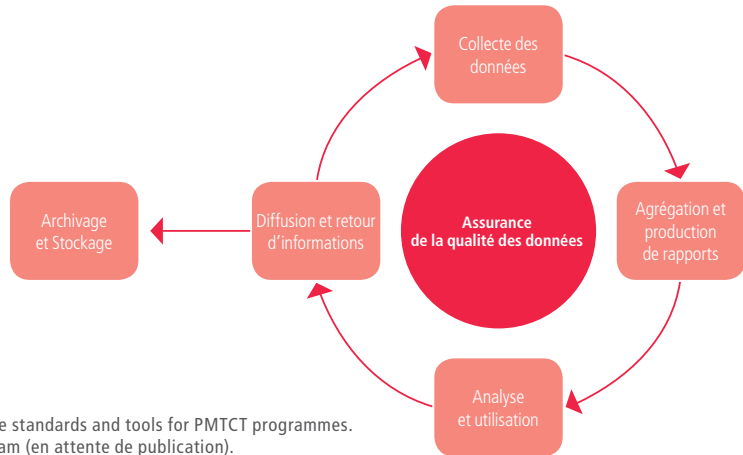 Collecte des
données
Archivage
et Stockage
Diffusion et retour
d'informations
Assurance
de la qualité des données
Agrégation et
production
de rapports
Analyse
et utilisation
e standards and tools for PMTCT programmes.
am (en attente de publication).